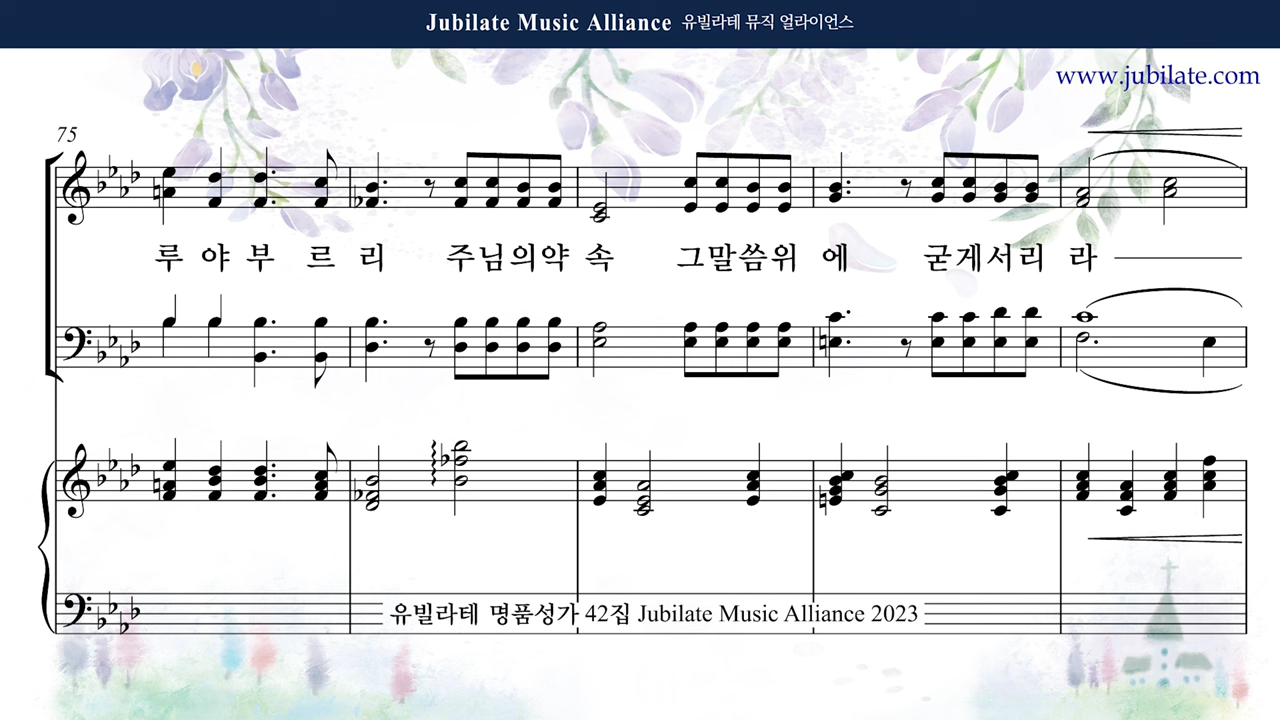 Jubilate Music Alliance 유빌라테 뮤직 얼라이언스
www.jubilate.com
75
루 야 부 르 리 주님의약 속 그말씀위 에 굳게서리 라
유빌라테 명품성가 42집 Jubilate Music Alliance 2023